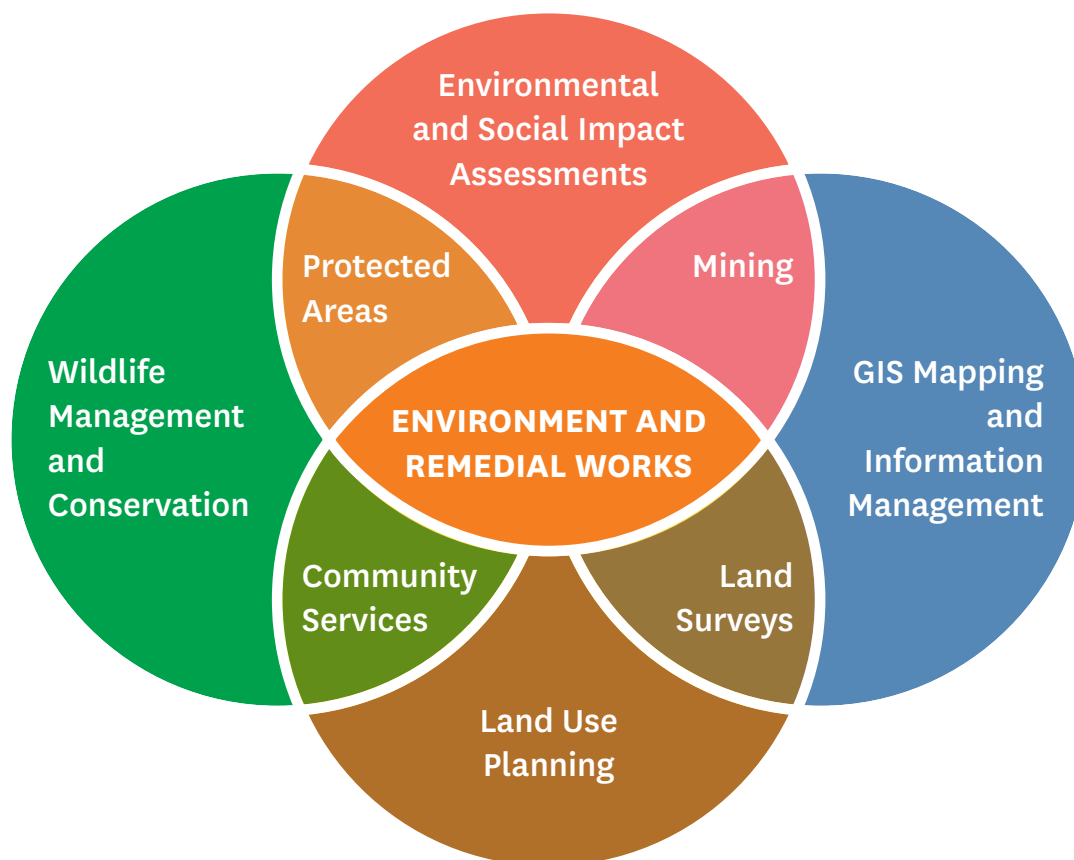 Environmental
and Social Impact
Assessments
Protected
Areas
Mining
Wildlife
Management
and
Conservation
ENVIRONMENT AND
REMEDIAL WORKS
GIS Mapping
and
Information
Management
Community
Services
Land
Surveys
Land Use
Planning